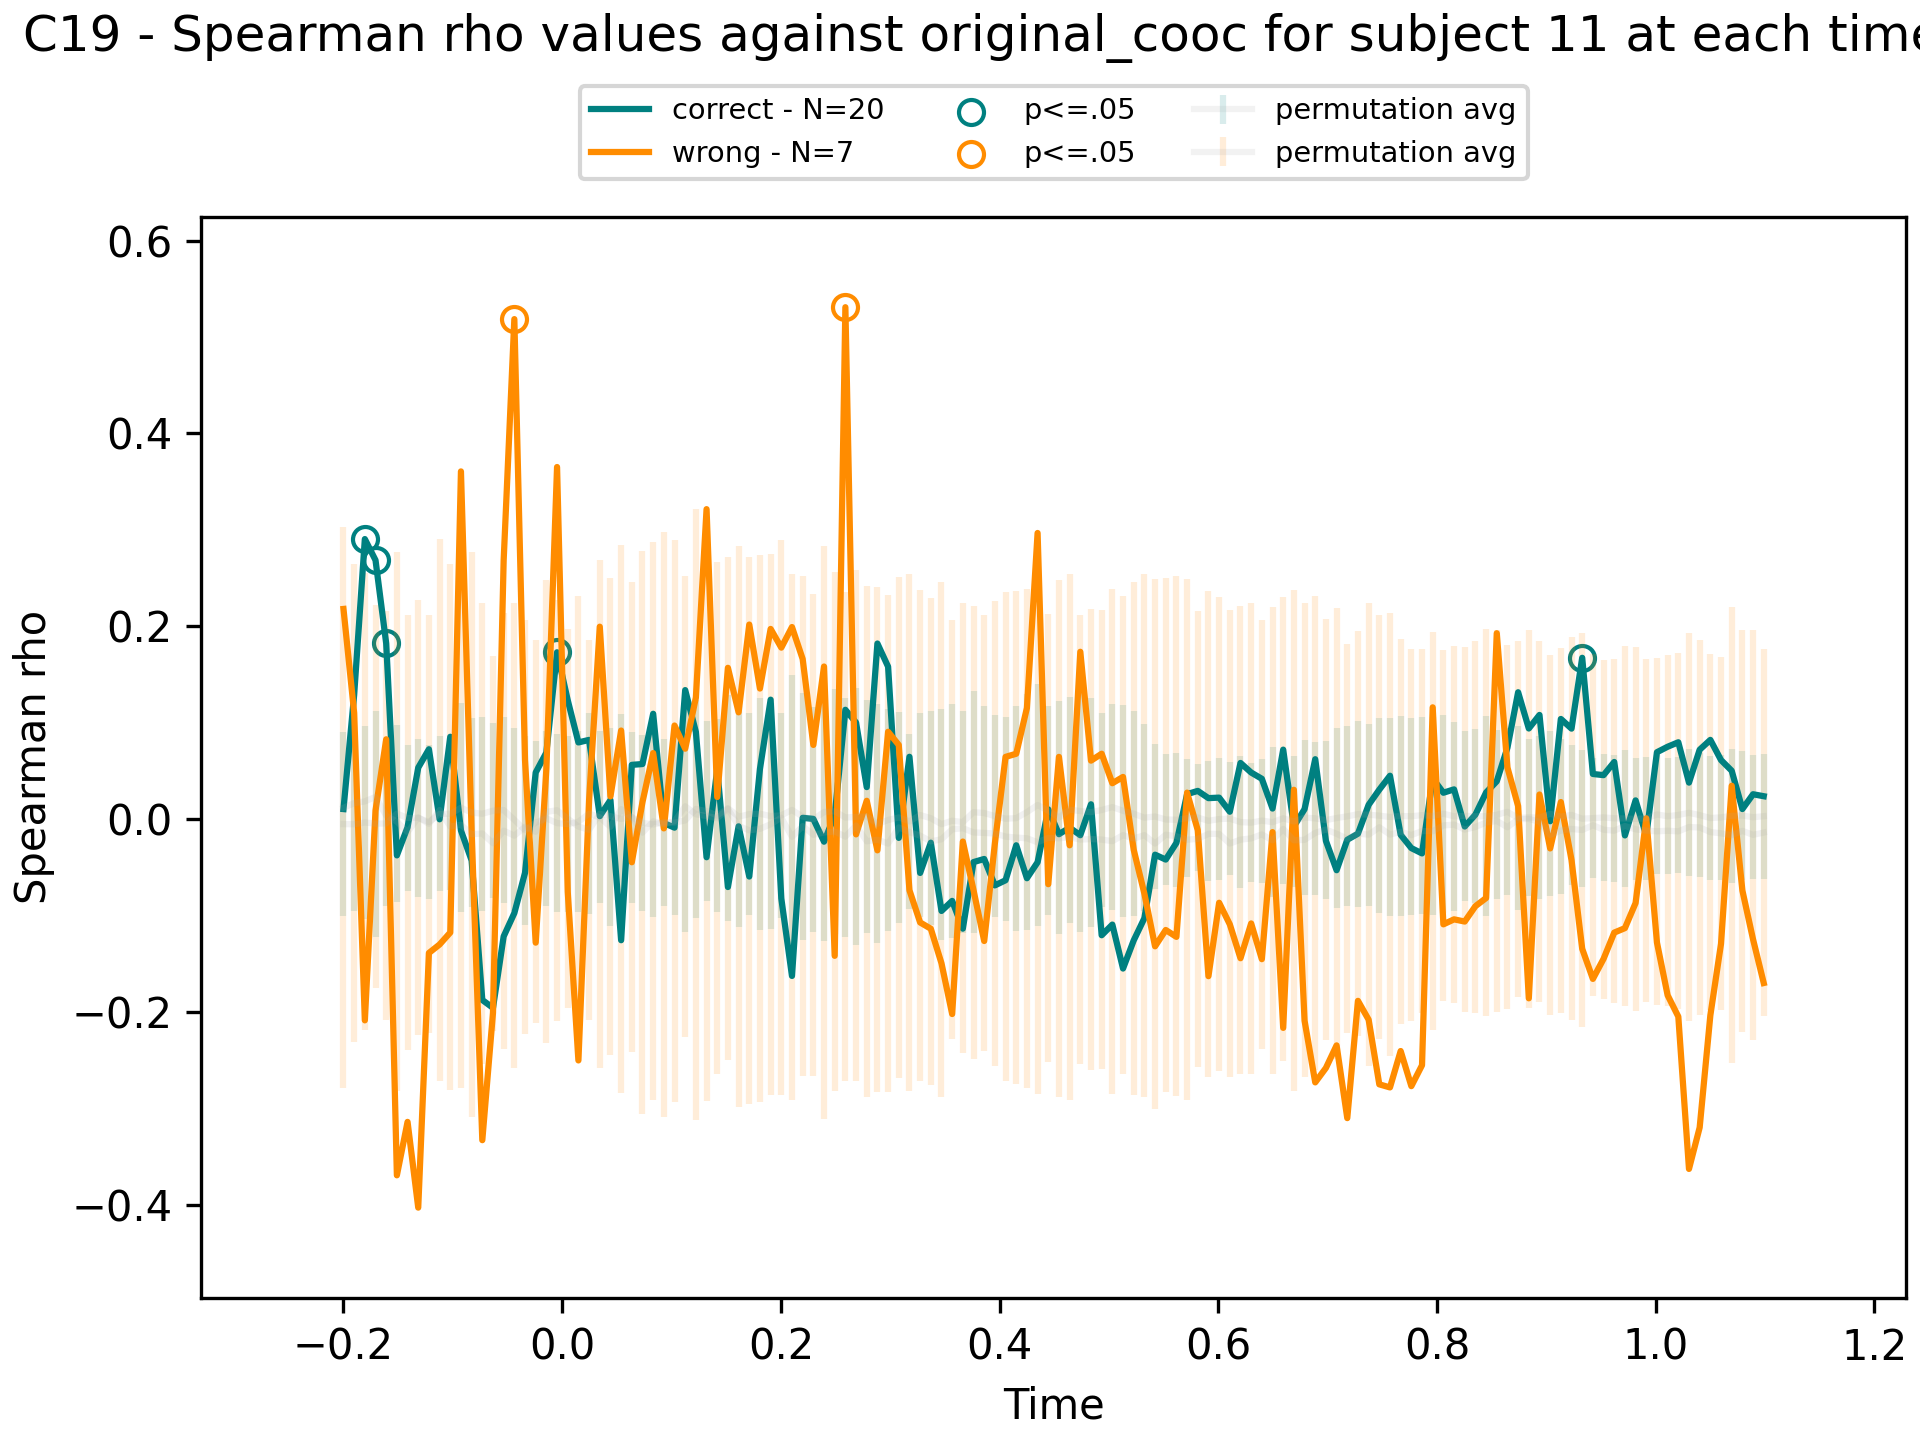 C19 - Spearman rho values against original_cooc for subject 11 at each time
correct - N=20
wrong - N=7
p<=.05
p<=.05
permutation avg
permutation avg
0.6
0.4
0.2
0.0
−0.2
−0.4
Spearman rho
−0.2 0.0 0.2 0.4 0.6 0.8 1.0 1.2
Time